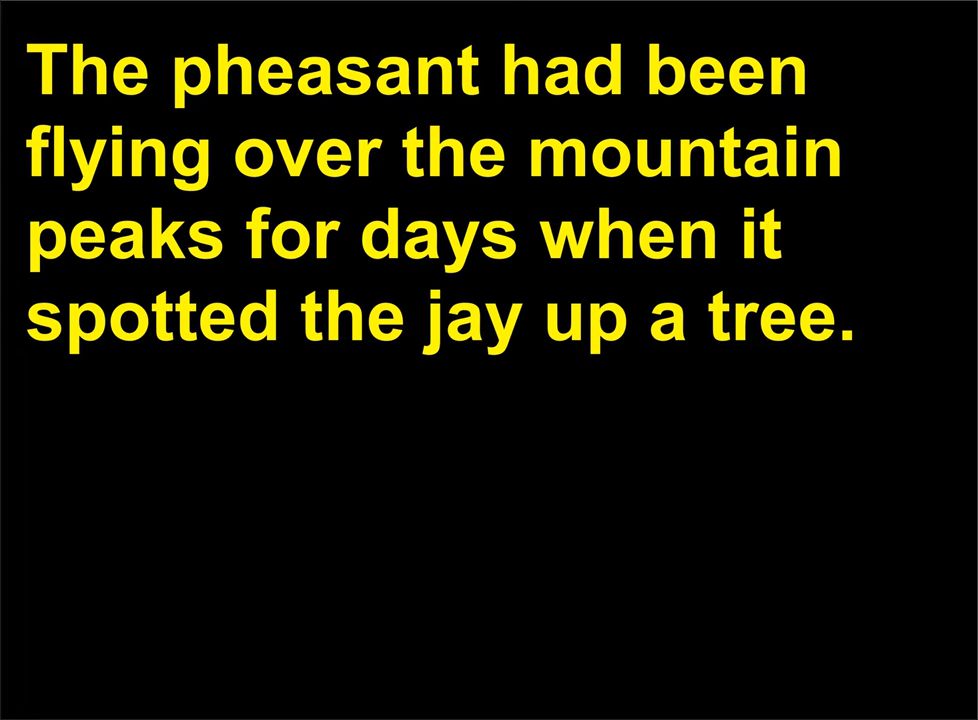 The pheasant had been
flying over the mountain
peaks for days when it
spotted the jay up a tree.